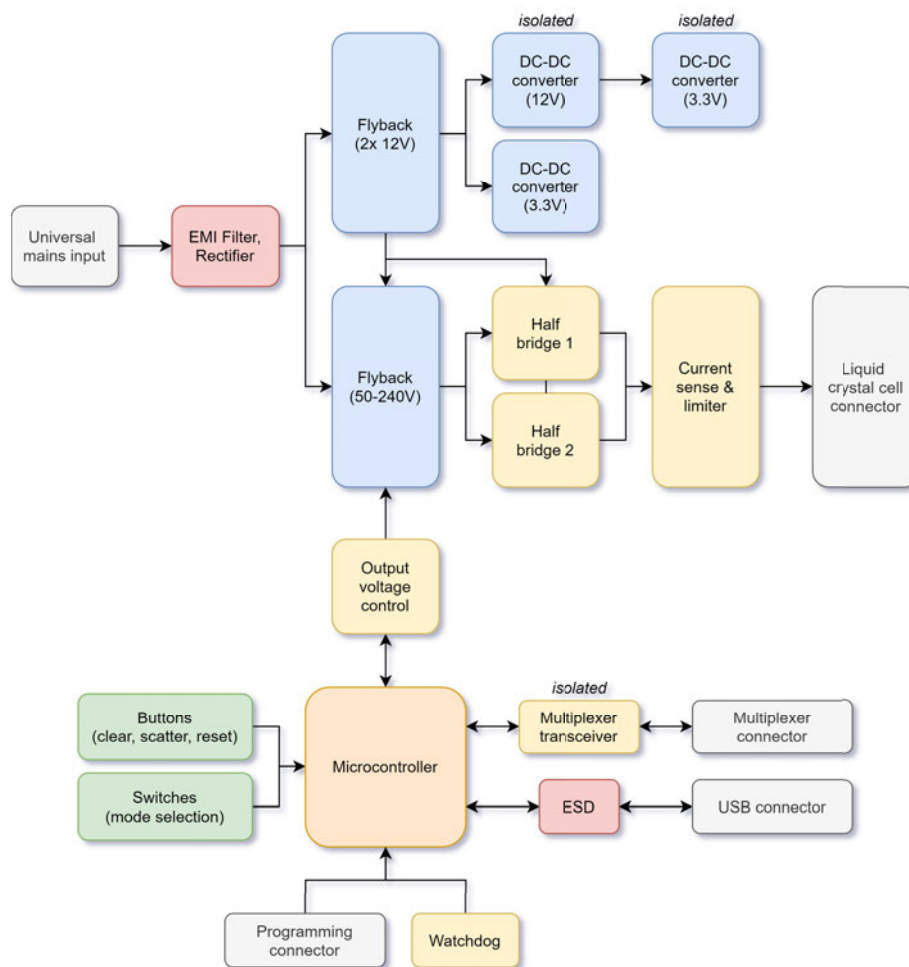 isolated
isolated
DC-DC
converter
(12V)
DC-DC
converter
(3.3V)
Flyback
(2x 12V)
DC-DC
converter
(3.3V)
Universal
mains input
EMI Filter,
Rectifier
Half
bridge 1
Flyback
(50-240V)
Current
sense &
limiter
Liquid
crystal cell
connector
Half
bridge 2
Output
voltage
control
isolated
Buttons
(clear, scatter, reset)
Multiplexer
transceiver
Multiplexer
connector
Microcontroller
Switches
(mode selection)
ESD
USB connector
Programming
connector
Watchdog